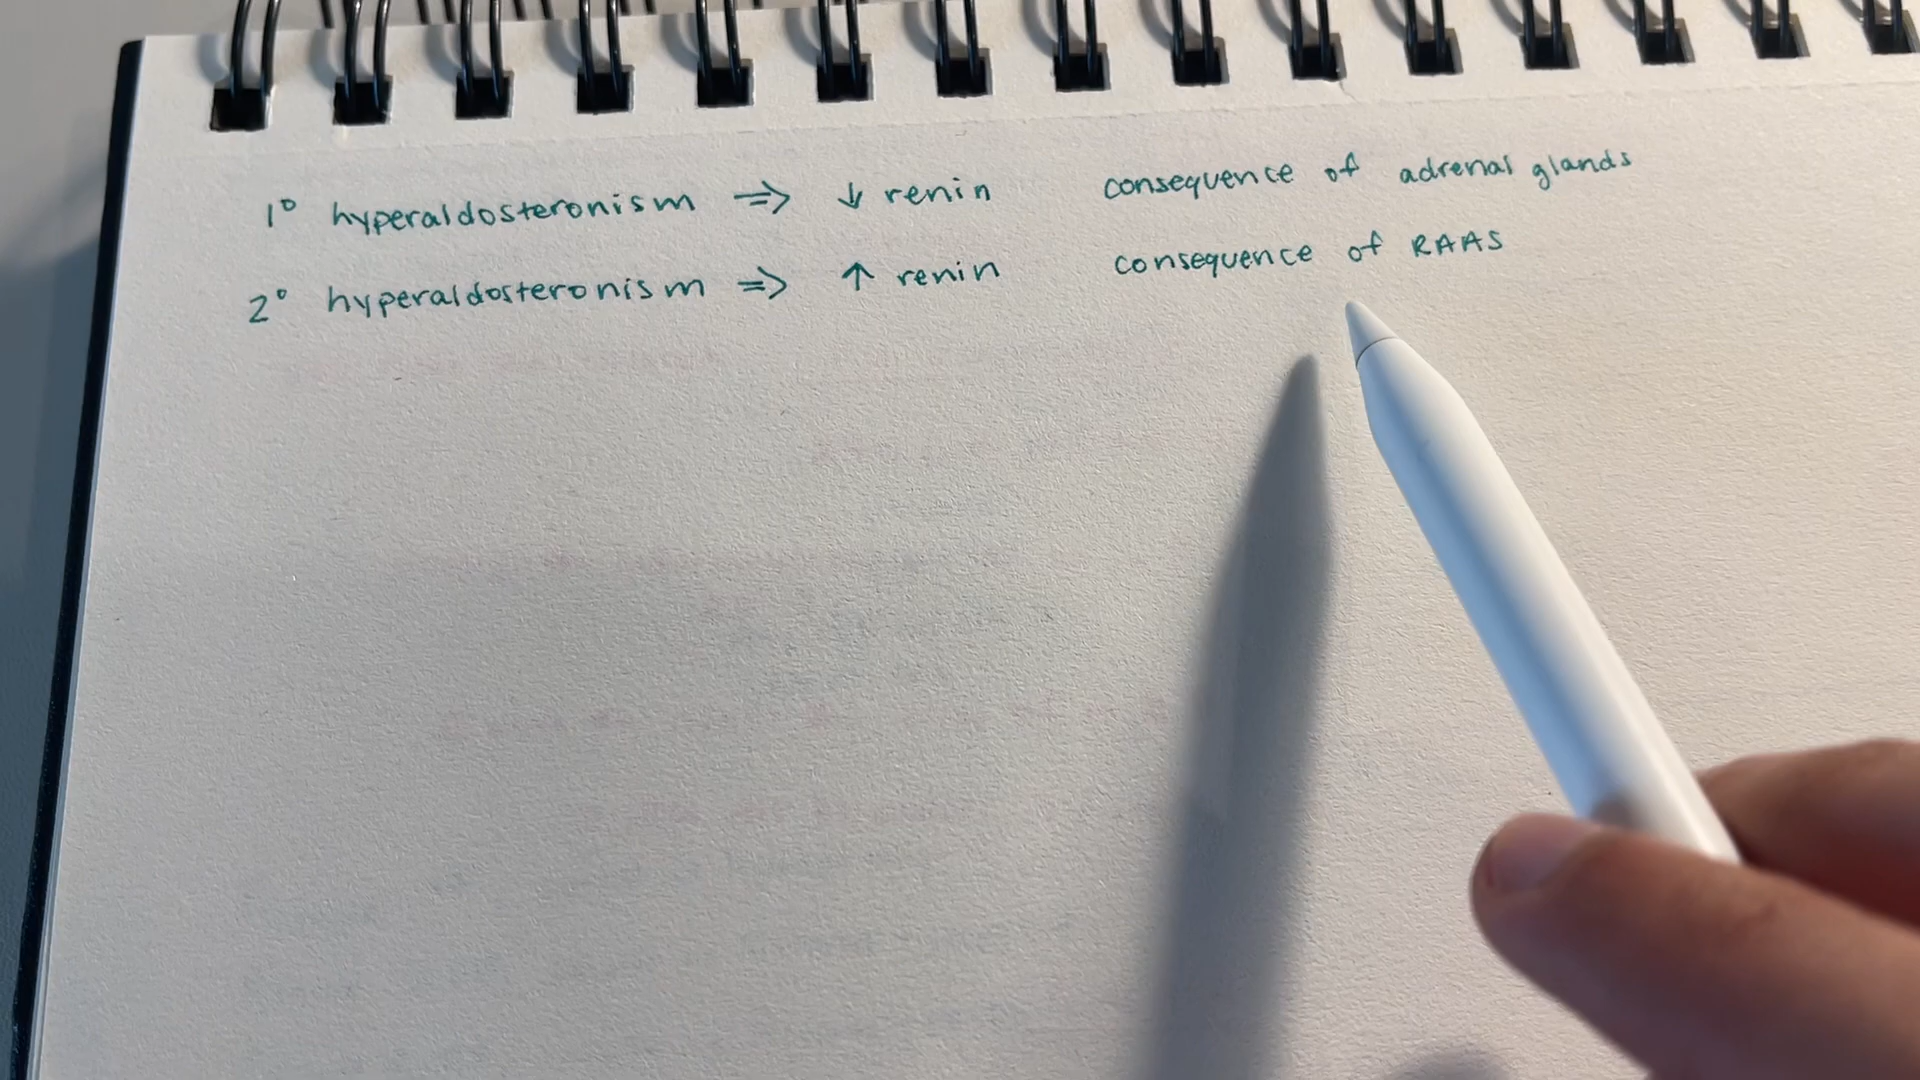 1° hyperaldosteronism ⇒ ↓ renin consequence of adrenal glands
2° hyperaldosteronism ⇒ ↑ renin consequence of RAAS